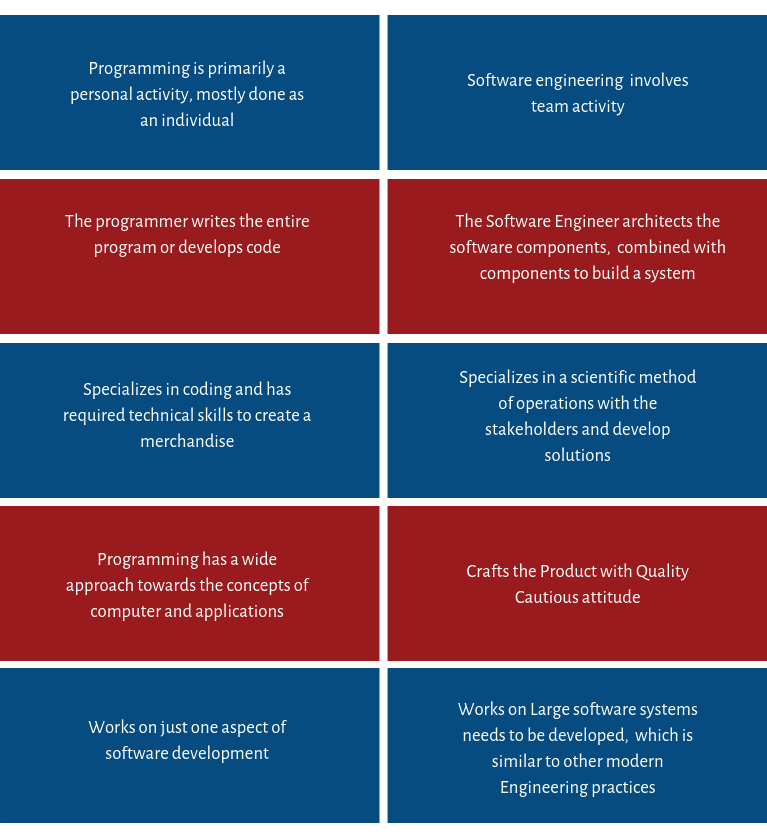 Programming is primarily a
personal activity, mostly done as
an individual
Software engineering  involves
team activity
The programmer writes the entire
program or develops code
The Software Engineer architects the
software components,  combined with
components to build a system
Specializes in coding and has
required technical skills to create a
merchandise
Specializes in a scientific method
of operations with the
stakeholders and develop
solutions
Programming has a wide
approach towards the concepts of
computer and applications
Crafts the Product with Quality
Cautious attitude
Works on just one aspect of
software development
Works on Large software systems
needs to be developed,  which is
similar to other modern
Engineering practices